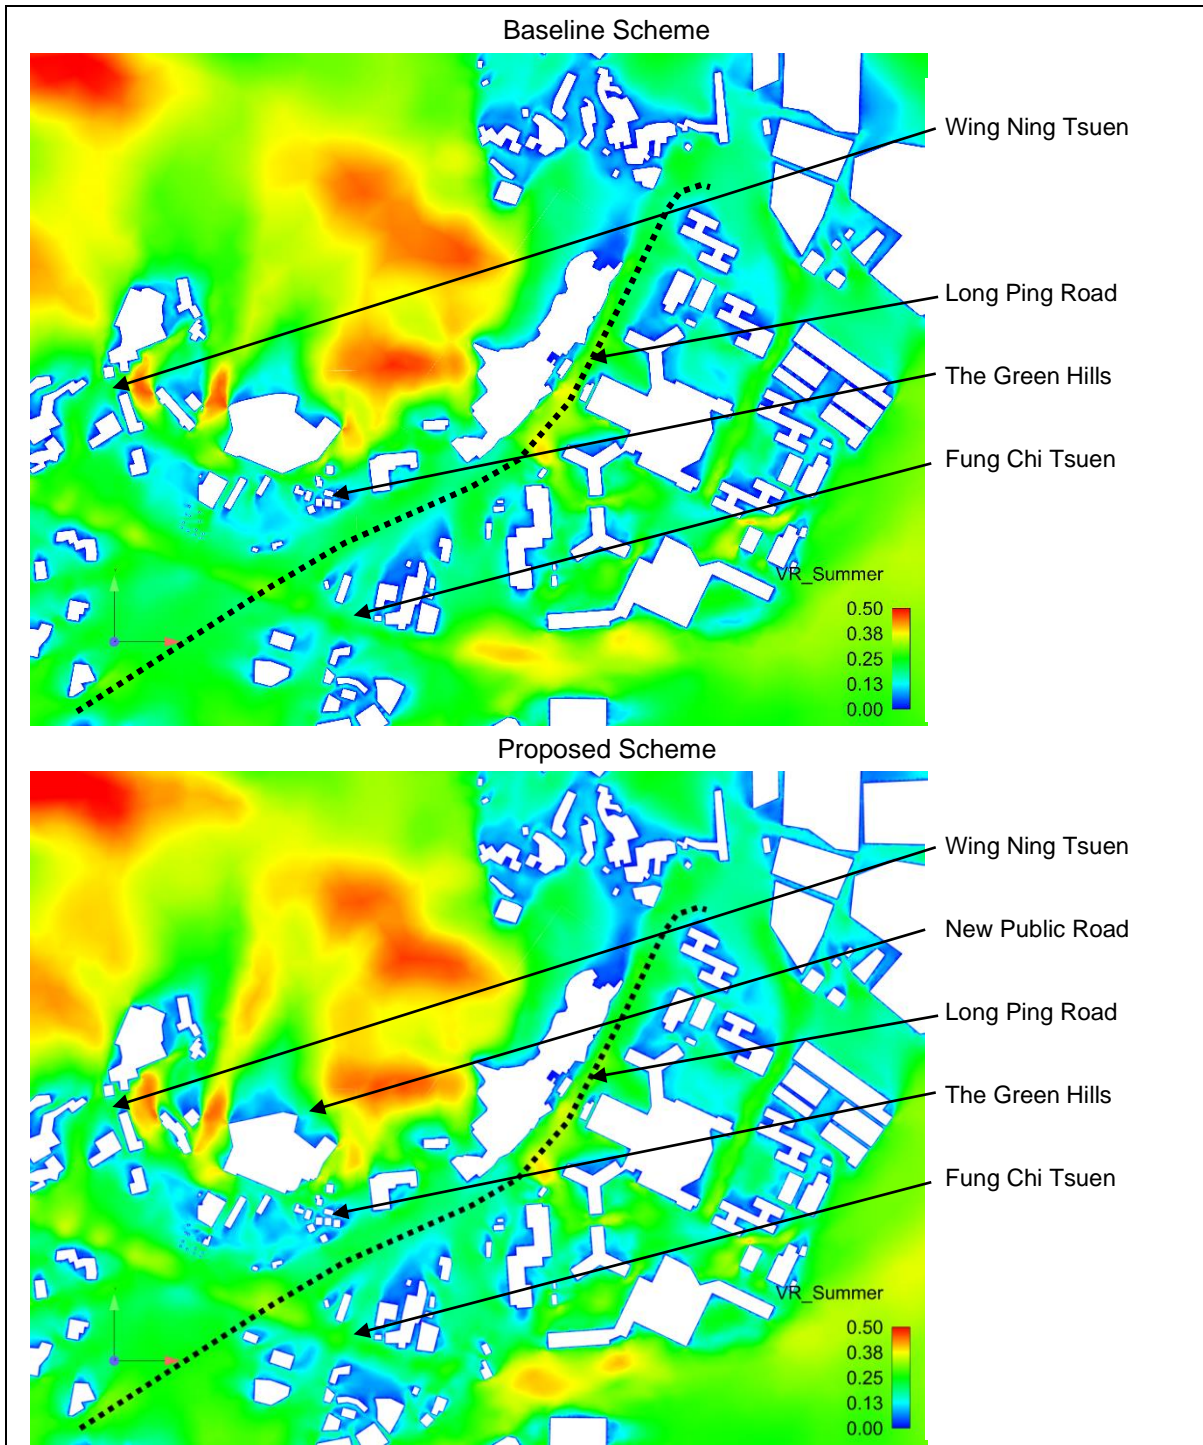 Baseline Scheme
Wing Ning Tsuen
Long Ping Road
The Green Hills
Fung Chi Tsuen
VR_Summer
0.50
0.38
0.25
0.13
0.00
Proposed Scheme
Wing Ning Tsuen
New Public Road
Long Ping Road
The Green Hills
Fung Chi Tsuen
VR_Summer
0.50
0.38
0.25
0.13
0.00